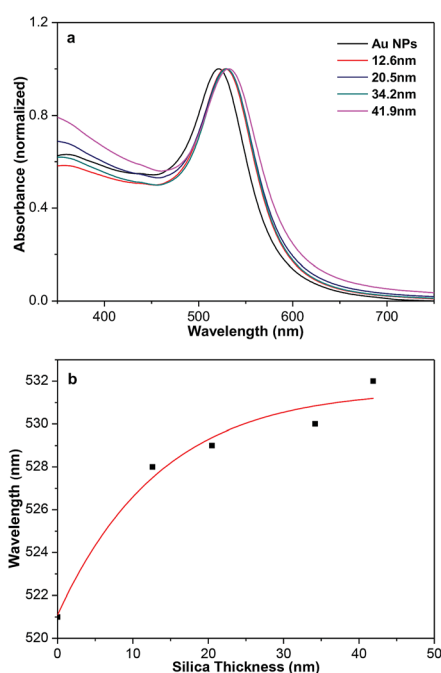 a
Au NPs
12.6nm
20.5nm
34.2nm
41.9nm
1.2
0.8
0.4
0.0
400 500 600 700
Absorbance (normalized)
Wavelength (nm)
b
532
530
528
526
524
522
520
0 10 20 30 40 50
Wavelength (nm)
Silica Thickness (nm)